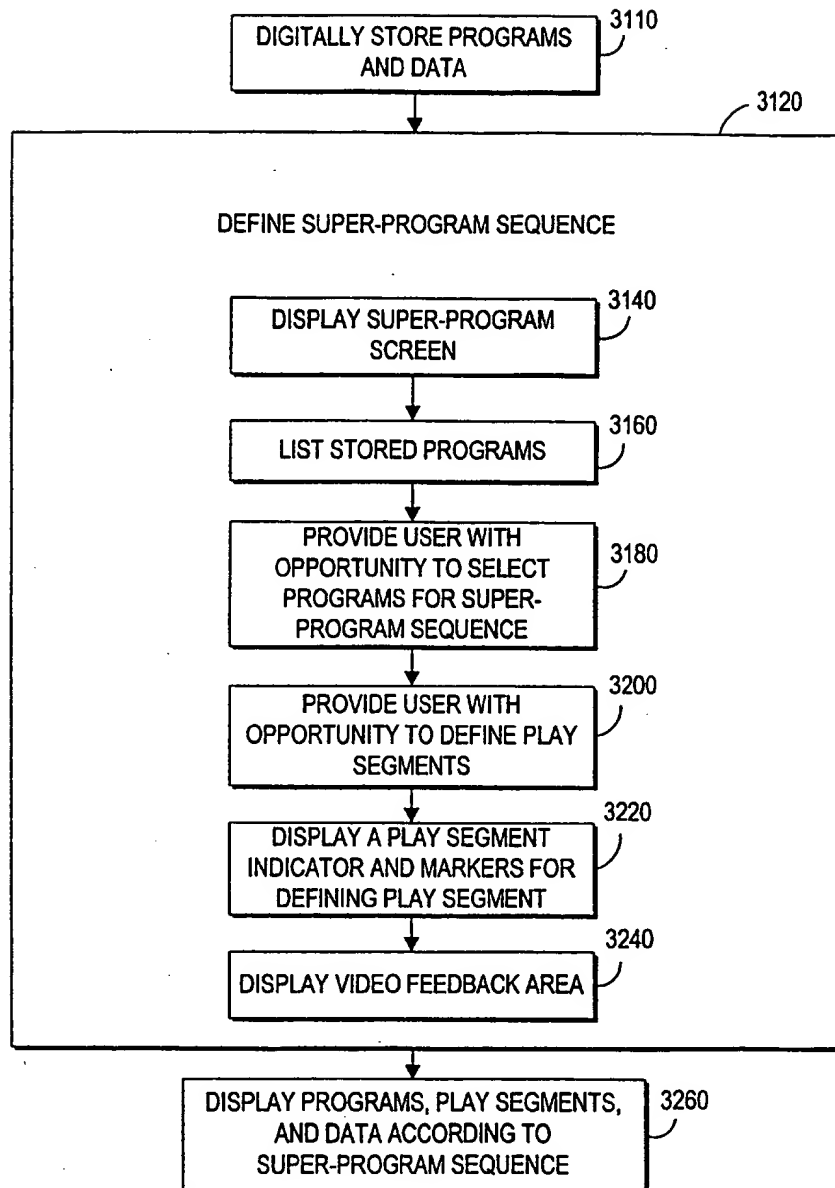 DIGITALLY STORE PROGRAMS
AND DATA
3110
3120
DEFINE SUPER-PROGRAM SEQUENCE
DISPLAY SUPER-PROGRAM
SCREEN
3140
LIST STORED PROGRAMS
3160
PROVIDE USER WITH
OPPORTUNITY TO SELECT
PROGRAMS FOR SUPER-
PROGRAM SEQUENCE
3180
PROVIDE USER WITH
OPPORTUNITY TO DEFINE PLAY
SEGMENTS
3200
DISPLAY A PLAY SEGMENT
INDICATOR AND MARKERS FOR
DEFINING PLAY SEGMENT
3220
DISPLAY VIDEO FEEDBACK AREA
3240
DISPLAY PROGRAMS, PLAY SEGMENTS,
AND DATA ACCORDING TO
SUPER-PROGRAM SEQUENCE
3260